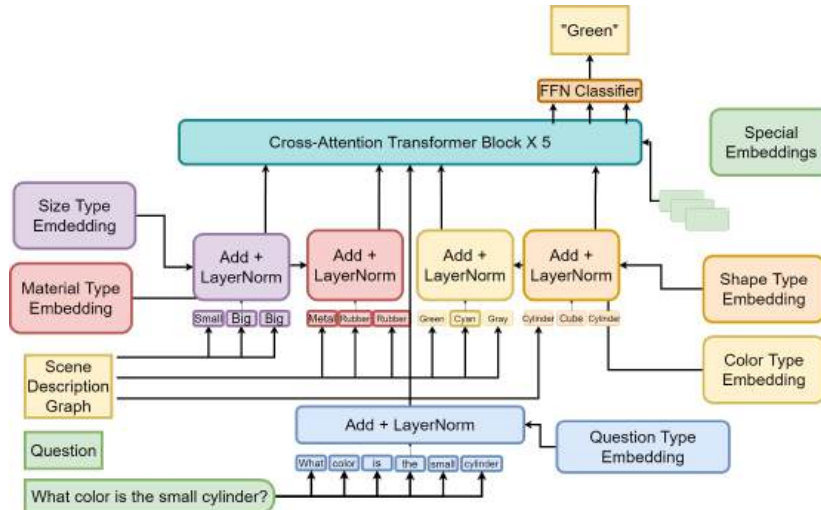 "Green"
FFN Classifier
Cross-Attention Transformer Block X 5
Special
Embeddings
Size Type
Emdedding
Material Type
Embedding
Add +
LayerNorm
Add +
LayerNorm
Add +
LayerNorm
Add +
LayerNorm
Shape Type
Embedding
Small Big Big
Metal Rubber Rubber
Green Cyan Gray
Cylinder Cube Cylinder
Color Type
Embedding
Scene
Description
Graph
Add + LayerNorm
Question Type
Embedding
Question
What color is the small cylinder
What color is the small cylinder?